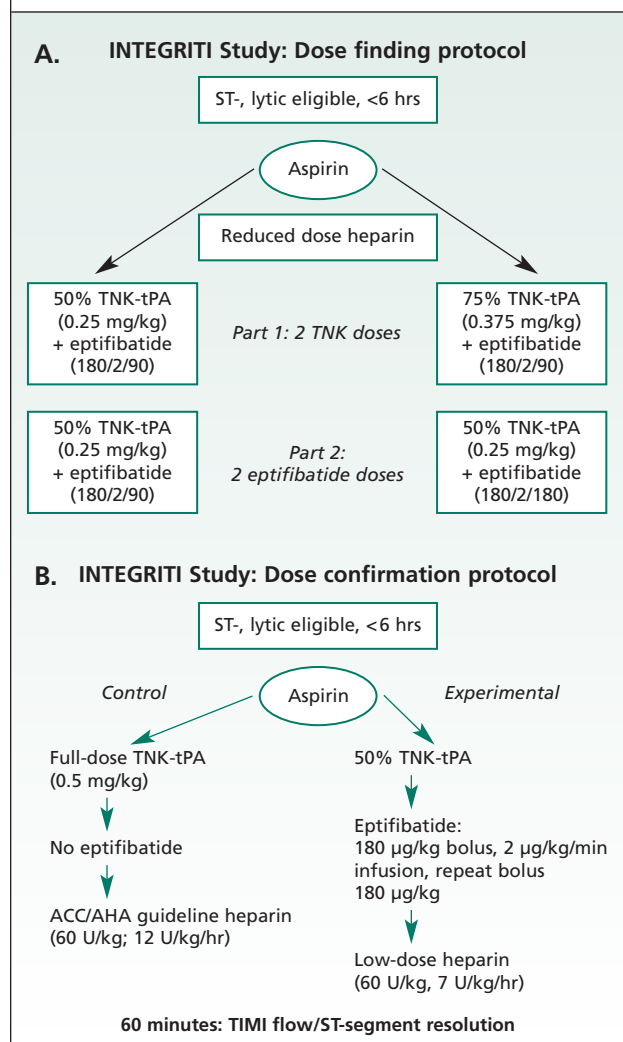 A. INTEGRITI Study: Dose finding protocol
ST-, lytic eligible, <6 hrs
Aspirin
Reduced dose heparin
50% TNK-tPA
(0.25 mg/kg)
+ eptifibatide
(180/2/90)
Part 1: 2 TNK doses
75% TNK-tPA
(0.375 mg/kg)
+ eptifibatide
(180/2/90)
50% TNK-tPA
(0.25 mg/kg)
+ eptifibatide
(180/2/90)
Part 2:
2 eptifibatide doses
50% TNK-tPA
(0.25 mg/kg)
+ eptifibatide
(180/2/180)
B. INTEGRITI Study: Dose confirmation protocol
ST-, lytic eligible, <6 hrs
Control
Aspirin
Experimental
Full-dose TNK-tPA
(0.5 mg/kg)
No eptifibatide
ACC/AHA guideline heparin
(60 U/kg; 12 U/kg/hr)
50% TNK-tPA
Eptifibatide:
180 µg/kg bolus, 2 µg/kg/min
infusion, repeat bolus
180 µg/kg
Low-dose heparin
(60 U/kg, 7 U/kg/hr)
60 minutes: TIMI flow/ST-segment resolution